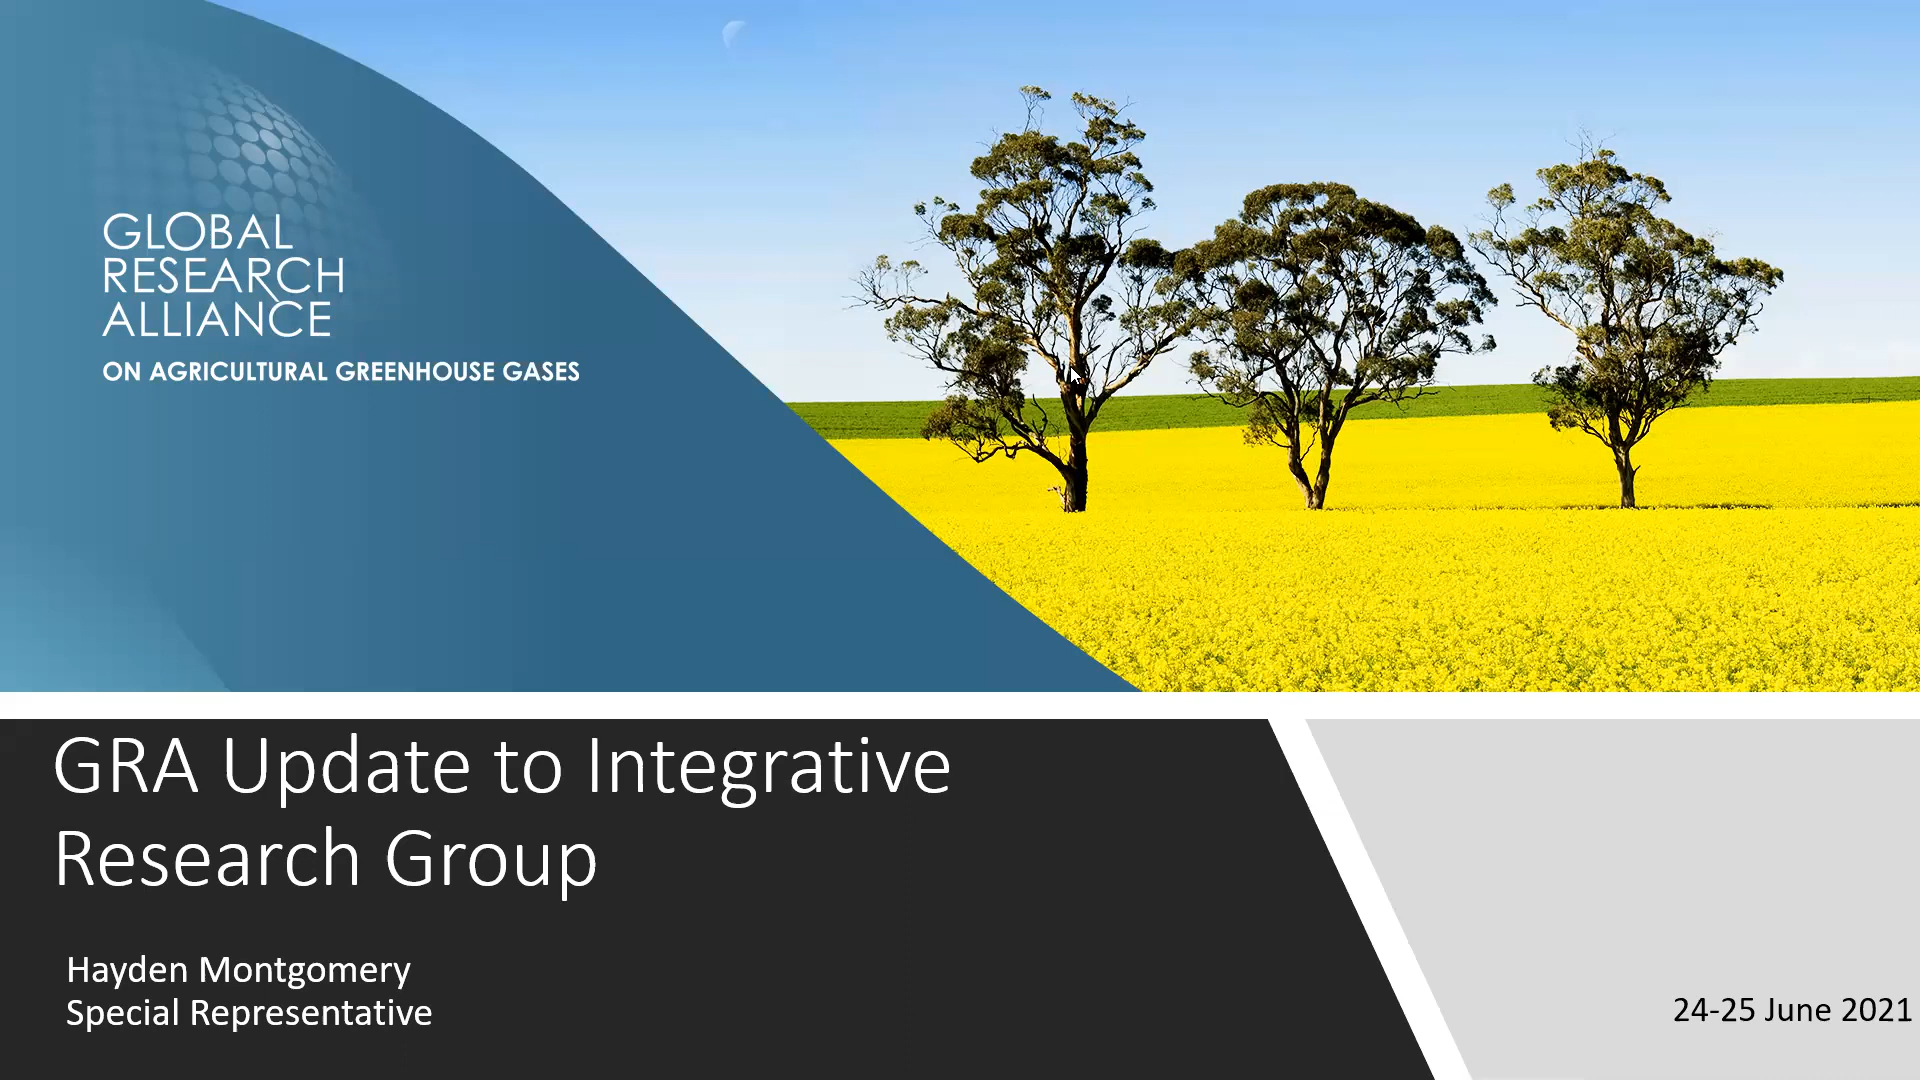 GLOBAL
RESEARCH
ALLIANCE
ON AGRICULTURAL GREENHOUSE GASES
GRA Update to Integrative
Research Group
Hayden Montgomery
Special Representative
24-25 June 2021